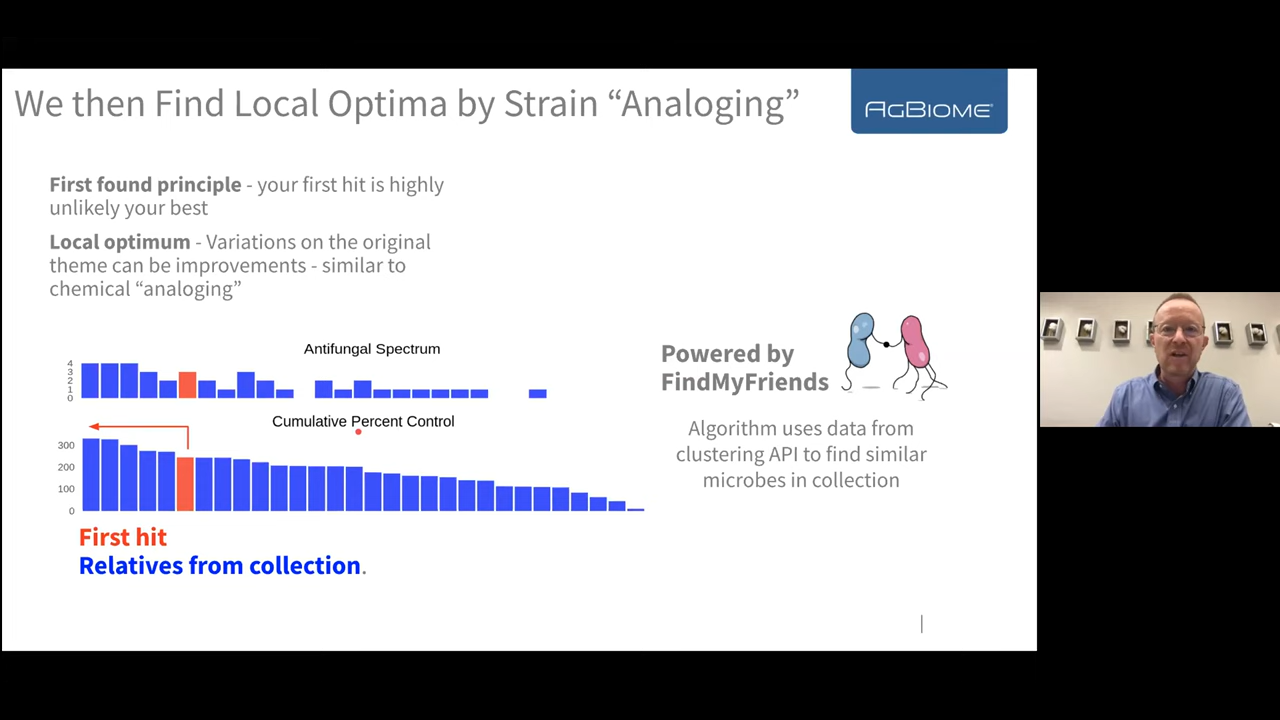 We then Find Local Optima by Strain “Analoging”
AGBIOME
First found principle - your first hit is highly
unlikely your best
Local optimum - Variations on the original
theme can be improvements - similar to
chemical “analoging”
Antifungal Spectrum
4
3
2
1
0
Cumulative Percent Control
300
200
100
0
First hit
Relatives from collection.
Powered by
FindMyFriends
Algorithm uses data from
clustering API to find similar
microbes in collection